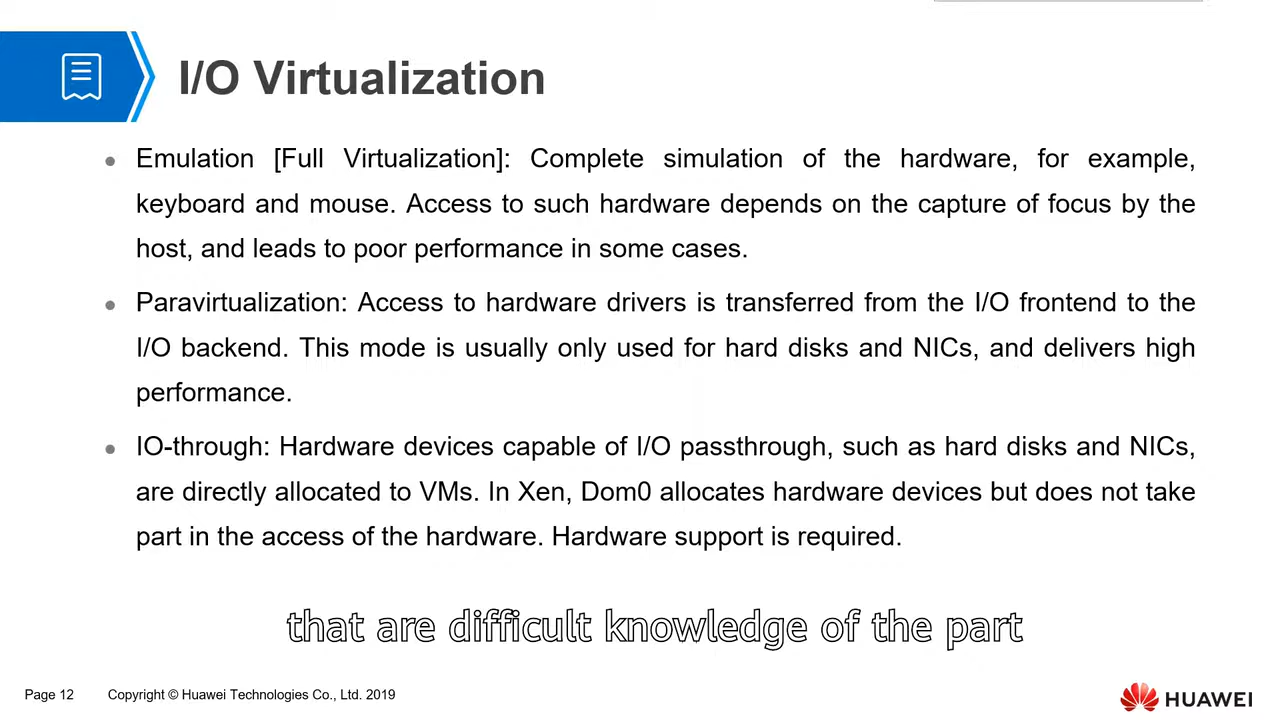 I/O Virtualization
Emulation [Full Virtualization]: Complete simulation of the hardware, for example,
keyboard and mouse. Access to such hardware depends on the capture of focus by the
host, and leads to poor performance in some cases.
Paravirtualization: Access to hardware drivers is transferred from the I/O frontend to the
I/O backend. This mode is usually only used for hard disks and NICs, and delivers high
performance.
IO-through: Hardware devices capable of I/O passthrough, such as hard disks and NICs,
are directly allocated to VMs. In Xen, Dom0 allocates hardware devices but does not take
part in the access of the hardware. Hardware support is required.
that are difficult knowledge of the part
Page 12 Copyright © Huawei Technologies Co., Ltd. 2019
HUAWEI